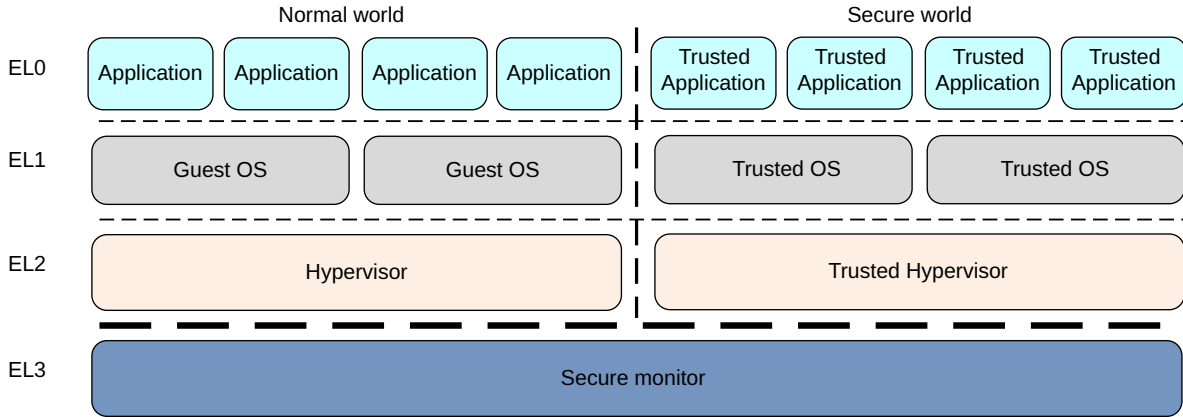 Normal world
Secure world
EL0
Application
Application
Application
Application
Trusted
Application
Trusted
Application
Trusted
Application
Trusted
Application
EL1
Guest OS
Guest OS
Trusted OS
Trusted OS
EL2
Hypervisor
Trusted Hypervisor
EL3
Secure monitor